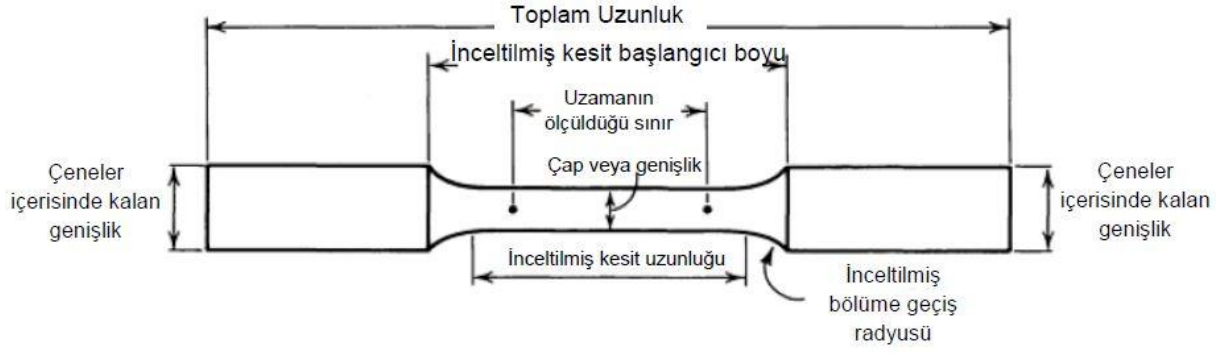 Toplam Uzunluk
İnceltilmiş kesit başlangıcı boyu
Uzamanın
ölçüldüğü sınır
Çap veya genişlik
Çeneler
içerisinde kalan
genişlik
Çeneler
içerisinde kalan
genişlik
İnceltilmiş kesit uzunluğu
İnceltilmiş
bölüme geçiş
radyusü